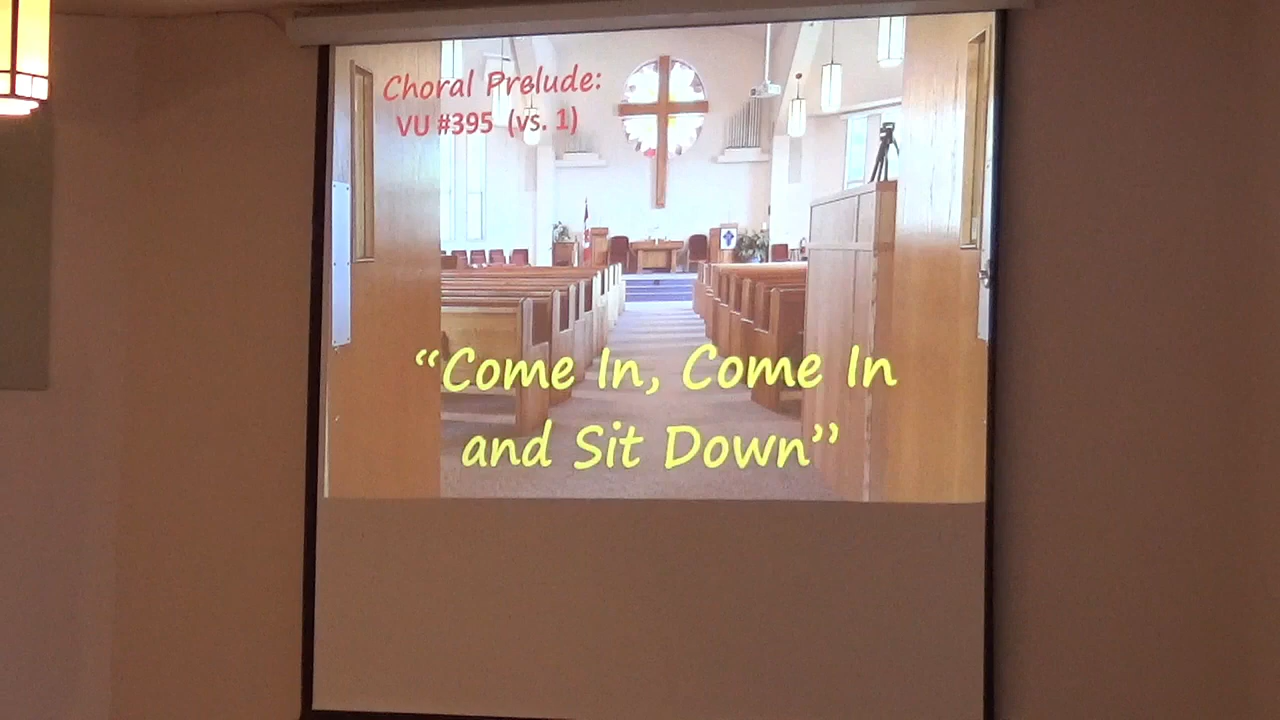 Choral Prelude:
VU #395 (vs. 1)
“Come In, Come In
and Sit Down”